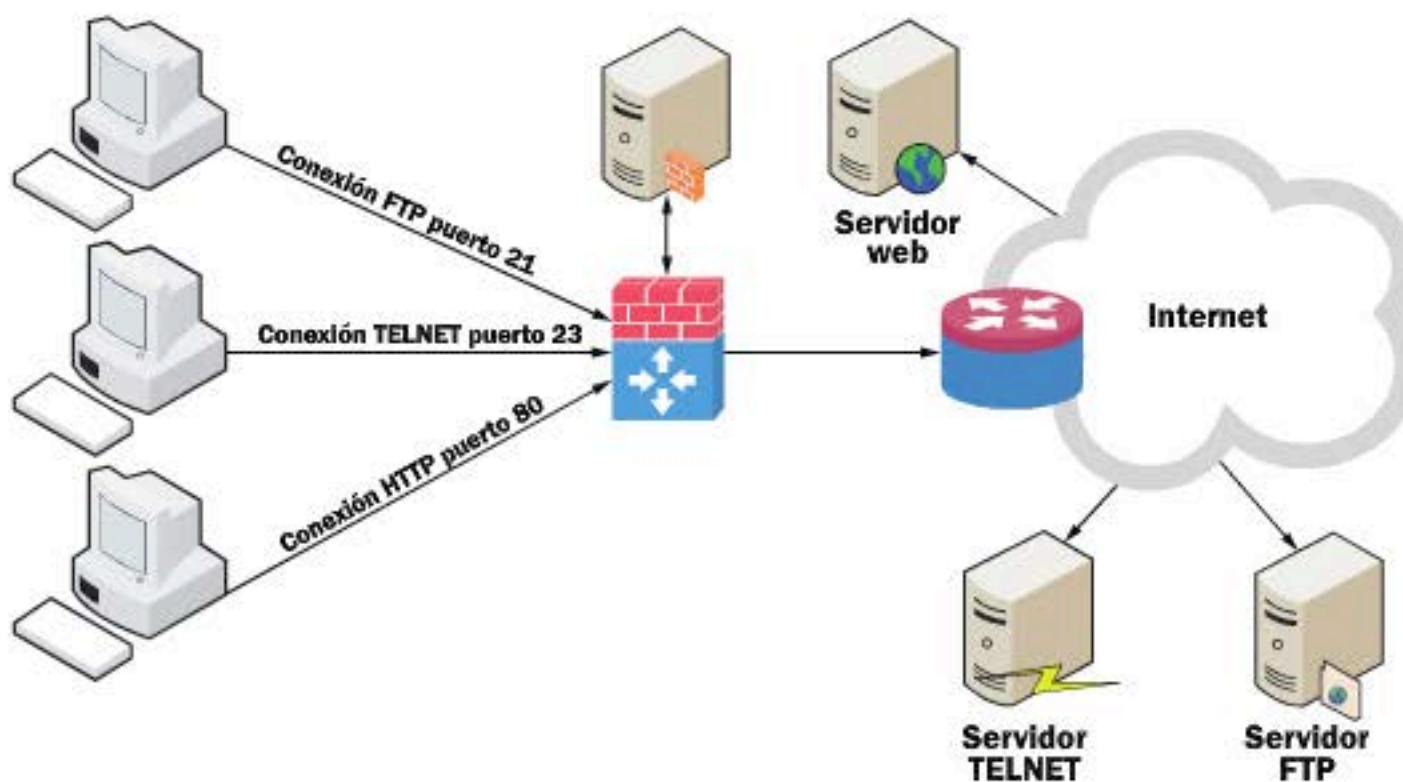 Conexión FTP puerto 21
Conexión TELNET puerto 23
Conexión HTTP puerto 80
Servidor
web
Internet
Servidor
TELNET
Servidor
FTP